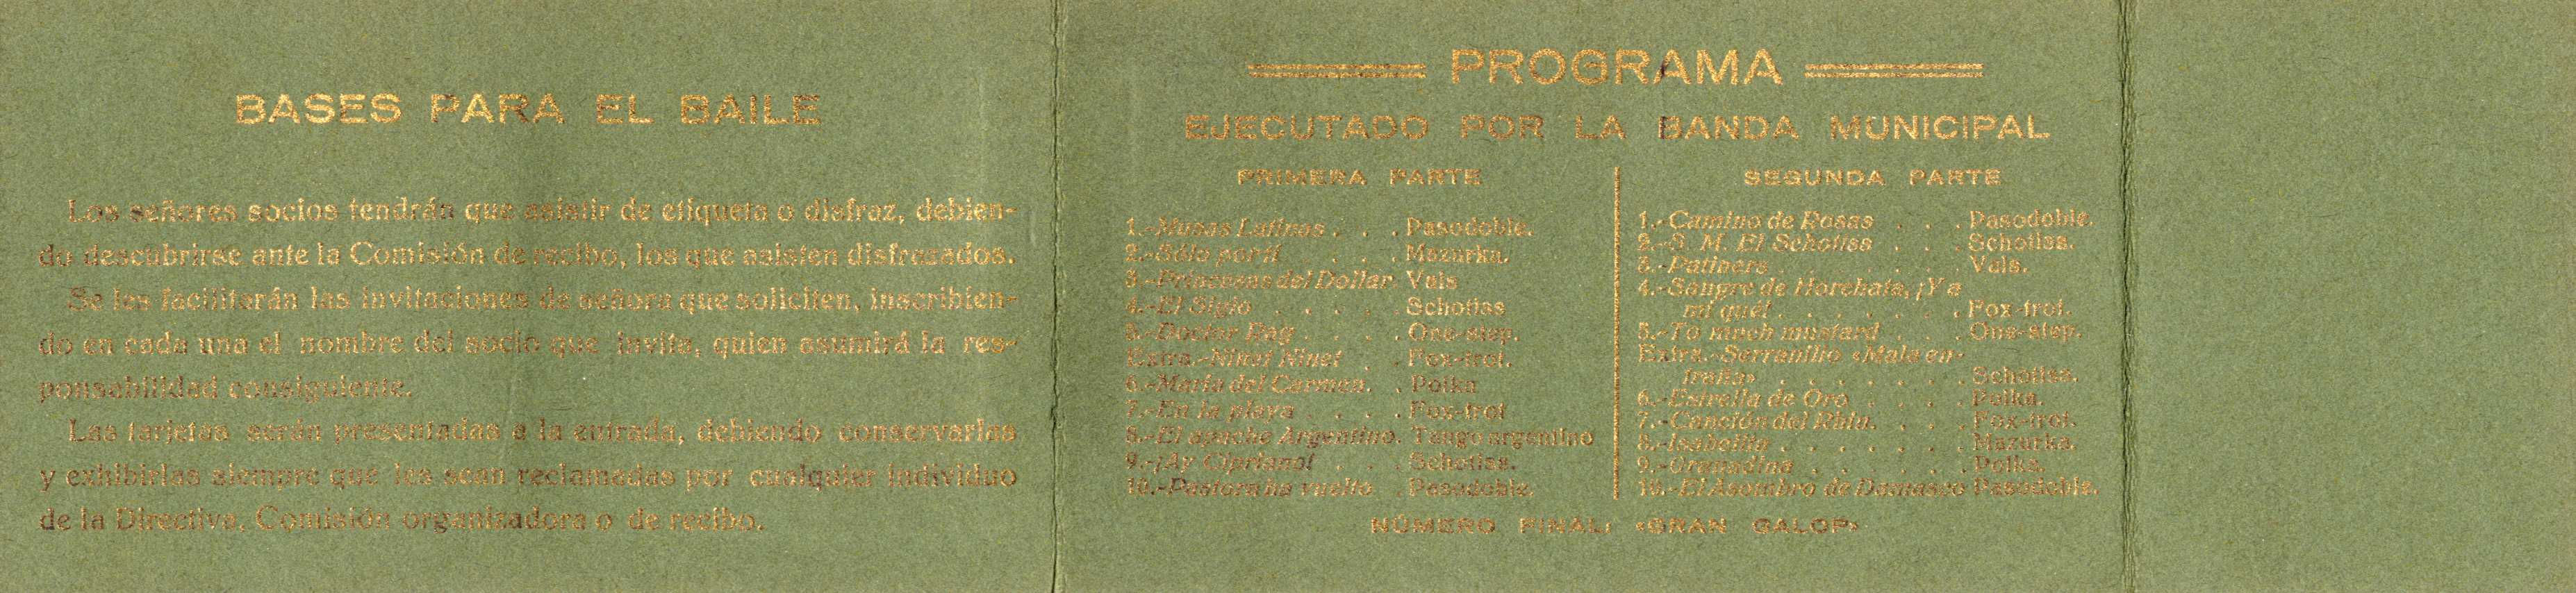 BASES PARA EL BAILE
Los señores socios tendrán que asistir de etiqueta o disfraz, debien-
do descubrirse ante la Comisión de recibo, los que asisten disfrazados.
Se les facilitarán las invitaciones de señora que soliciten, inscribien-
do en cada una el nombre del socio que invita, quien asumirá la res-
ponsabilidad consiguiente.
Las tarjetas serán presentadas a la entrada, debiendo conservarlas
y exhibirlas siempre que les sean reclamadas por cualquier individuo
de la Directiva, Comisión organizadora o de recibo.
PROGRAMA
EJECUTADO POR LA BANDA MUNICIPAL
PRIMERA PARTE
1.-Musas Latinas . . . Pasodoble.
2.-Sólo por ti . . . Mazurka.
3.-Princesas del Dollar. Vals
4.-El Siglo . . . . . Schotiss
5.-Doctor Rag . . . . One-step.
Extra.-Ninot Ninet . . Fox-trot.
6.-María del Carmen. . Polka
7.-En la playa . . . . Fox-trot
8.-El apache Argentino. Tango argentino
9.-¡Ay Cipriano! . . . Schotiss.
10.-Pastora ha vuelto . Pasodoble.
SEGUNDA PARTE
1.-Camino de Rosas . . . Pasodoble.
2.-S. M. El Schotiss . . . Schotiss.
3.-Patiners . . . . . . . Vals.
4.-Sangre de Horchata, ¡Y a
mi qué! . . . . . . . Fox-trot.
5.-To much mustard . . . One-step.
Extra.-Serranillo «Mala en-
traña» . . . . . . . Schotiss.
6.-Estrella de Oro . . . . Polka.
7.-Canción del Rhin. . . . Fox-trot.
8.-Isabelita . . . . . . Mazurka.
9.-Granadina . . . . . . Polka.
10.-El Asombro de Damasco Pasodoble.
NÚMERO FINAL: «GRAN GALOP»